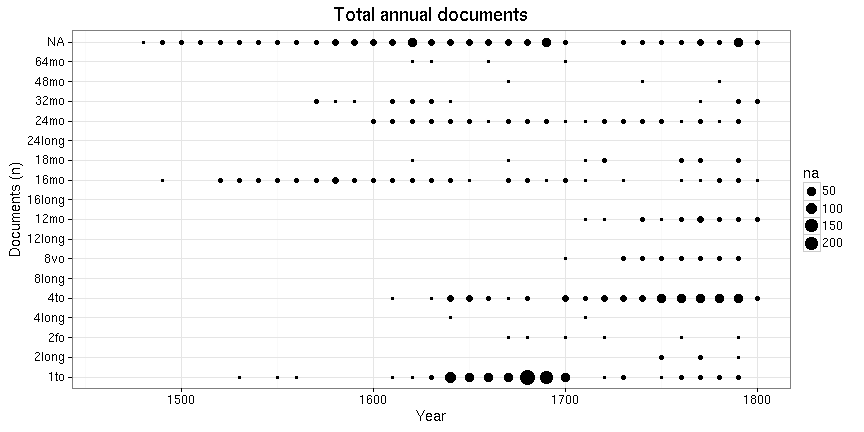 Total annual documents
NA
64mo
48mo
32mo
24mo
24long
18mo
16mo
16long
12mo
12long
8vo
8long
4to
4long
2fo
2long
1to
Documents (n)
1500 1600 1700 1800
Year
na
50
100
150
200